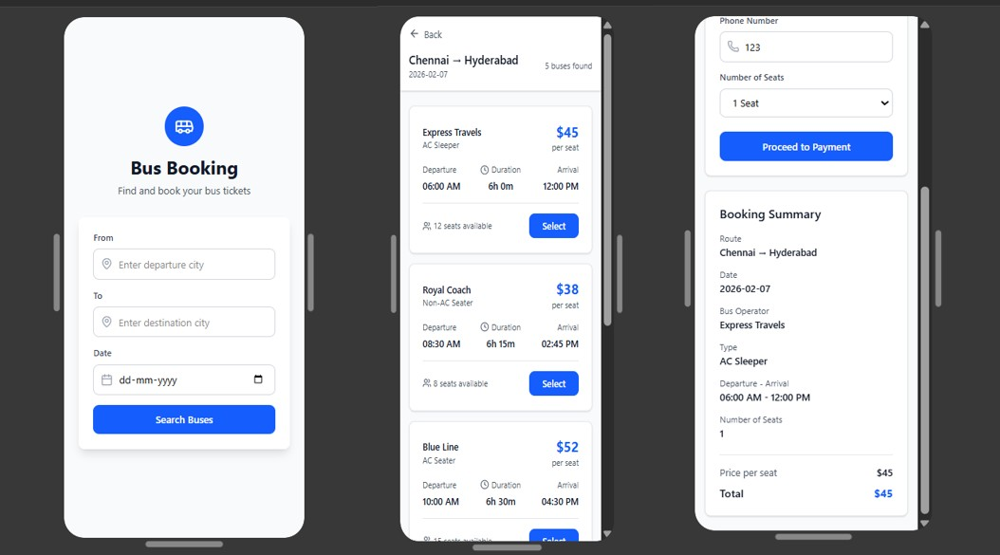 Bus Booking
Find and book your bus tickets
From
Enter departure city
To
Enter destination city
Date
dd-mm-yyyy
Search Buses
Back
Chennai → Hyderabad
2026-02-07
5 buses found
Express Travels
AC Sleeper
$45
per seat
Departure Duration Arrival
06:00 AM 6h 0m 12:00 PM
12 seats available
Select
Royal Coach
Non-AC Seater
$38
per seat
Departure Duration Arrival
08:30 AM 6h 15m 02:45 PM
8 seats available
Select
Blue Line
AC Seater
$52
per seat
Departure Duration Arrival
10:00 AM 6h 30m 04:30 PM
15 seats available
Select
Phone Number
123
Number of Seats
1 Seat
Proceed to Payment
Booking Summary
Route
Chennai → Hyderabad
Date
2026-02-07
Bus Operator
Express Travels
Type
AC Sleeper
Departure - Arrival
06:00 AM - 12:00 PM
Number of Seats
1
Price per seat $45
Total $45